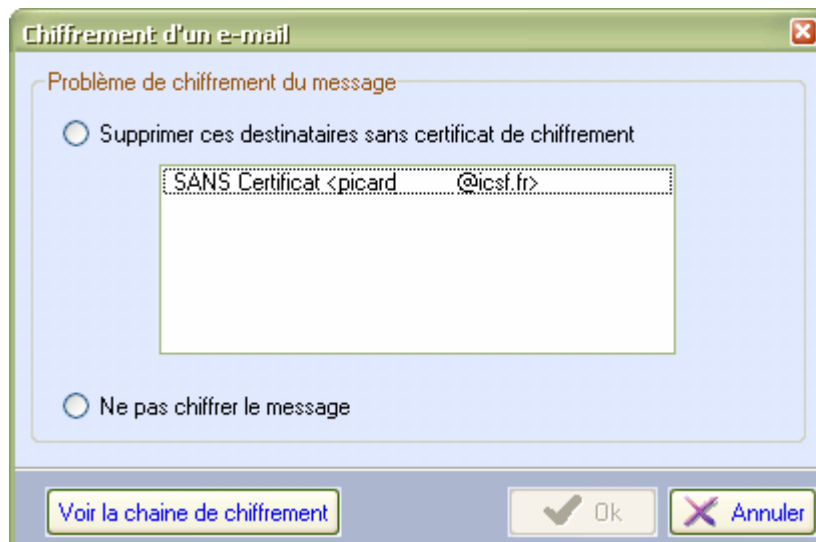 Chiffrement d'un e-mail
Problème de chiffrement du message
Supprimer ces destinataires sans certificat de chiffrement
SANS Certificat <picard @icsf.fr>
Ne pas chiffrer le message
Voir la chaine de chiffrement
Ok
Annuler